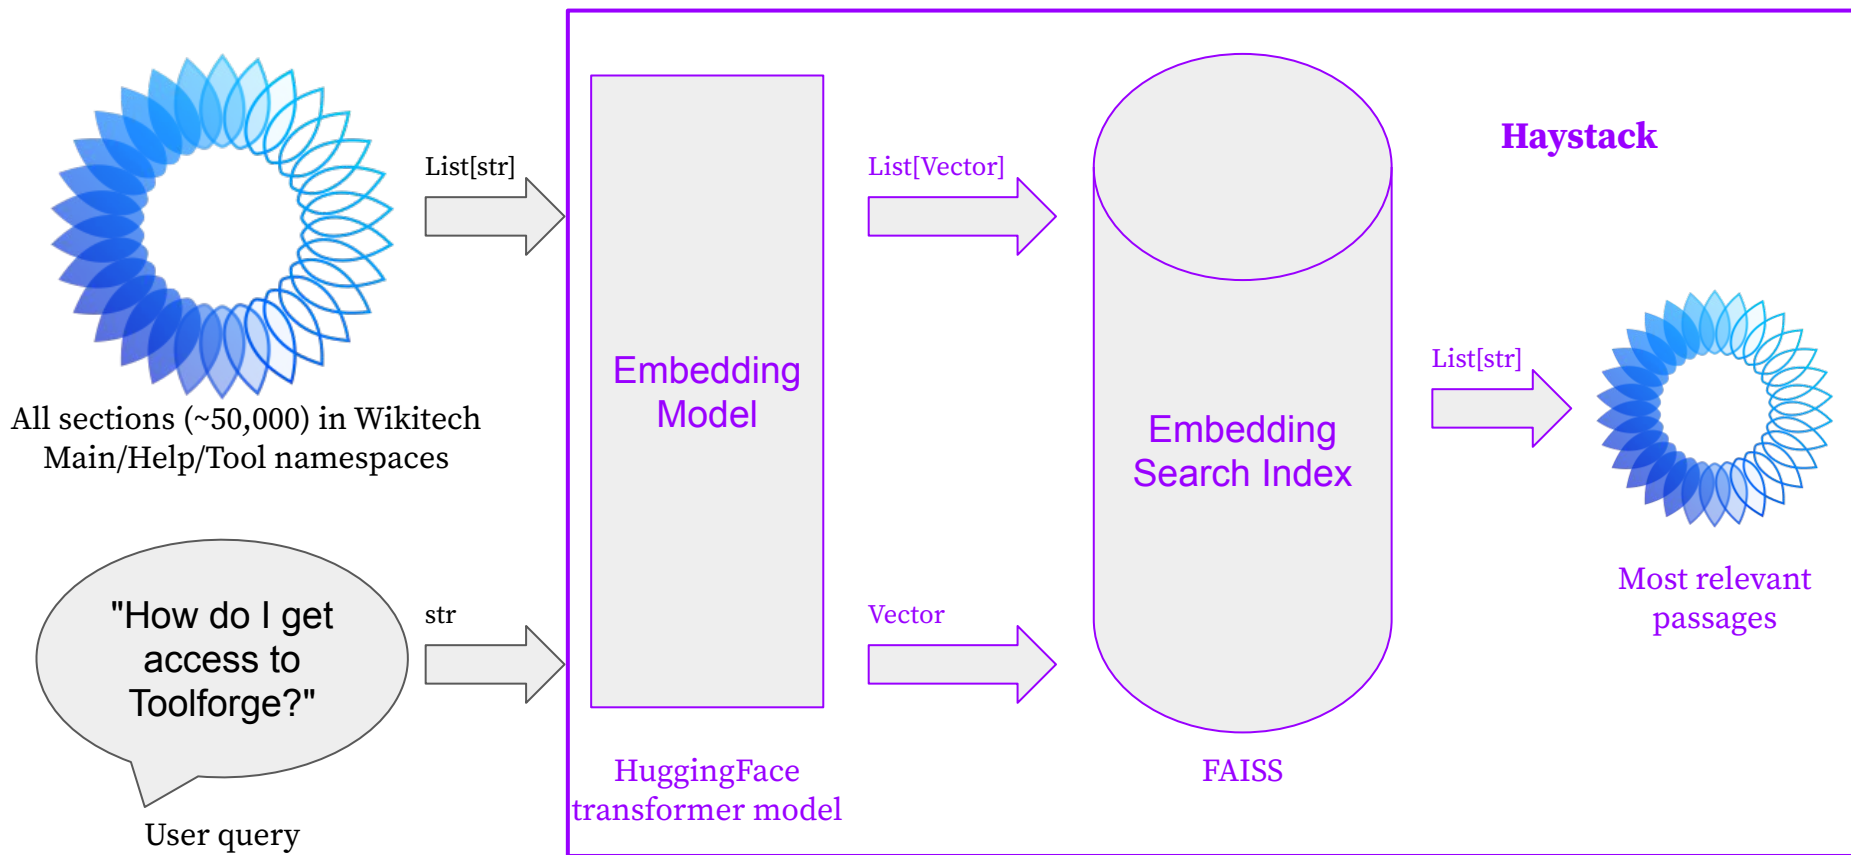 Haystack
List[str]
List[Vector]
Embedding
Model
Embedding
Search Index
List[str]
All sections (~50,000) in Wikitech
Main/Help/Tool namespaces
Most relevant
passages
"How do I get
access to
Toolforge?"
str
Vector
HuggingFace
transformer model
FAISS
User query